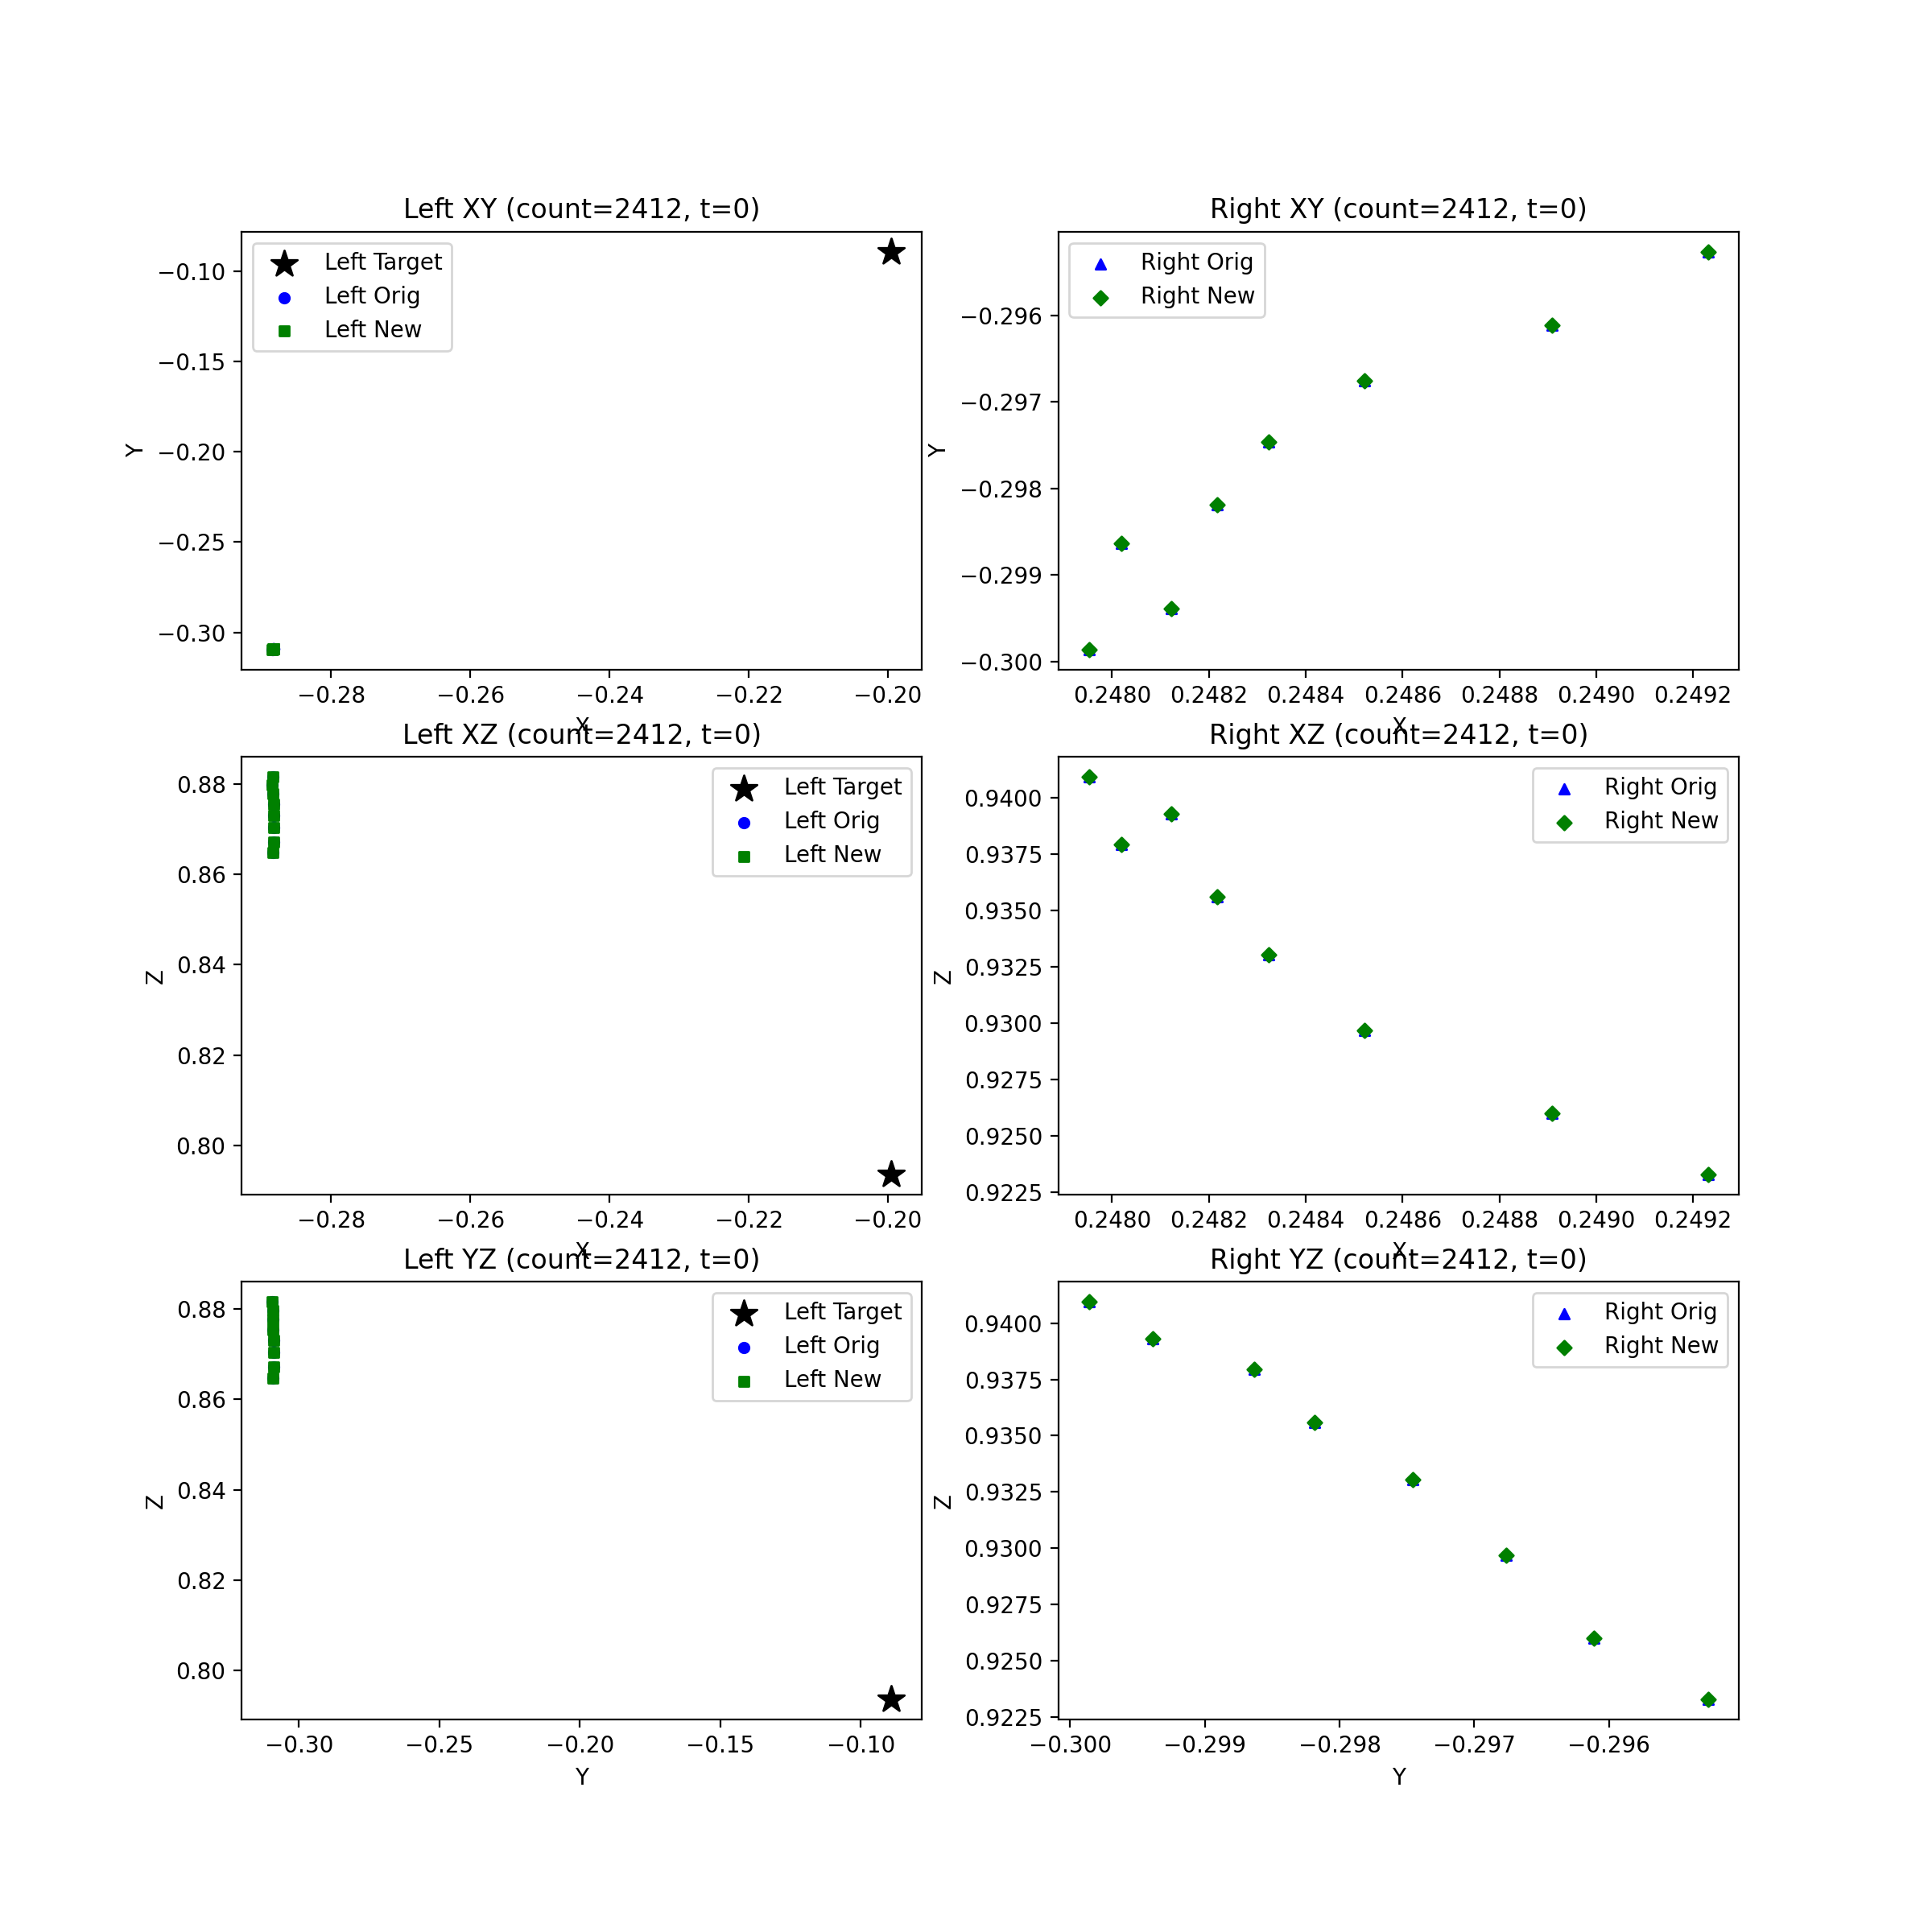 Left XY (count=2412, t=0)
Left Target
Left Orig
Left New
−0.10
−0.15
−0.20
−0.25
−0.30
Y
−0.28
−0.26
−0.24
−0.22
−0.20
X
Right XY (count=2412, t=0)
Right Orig
Right New
−0.296
−0.297
−0.298
−0.299
−0.300
Y
0.2480
0.2482
0.2484
0.2486
0.2488
0.2490
0.2492
X
Left XZ (count=2412, t=0)
Left Target
Left Orig
Left New
0.88
0.86
0.84
0.82
0.80
Z
−0.28
−0.26
−0.24
−0.22
−0.20
X
Right XZ (count=2412, t=0)
Right Orig
Right New
0.9400
0.9375
0.9350
0.9325
0.9300
0.9275
0.9250
0.9225
Z
0.2480
0.2482
0.2484
0.2486
0.2488
0.2490
0.2492
X
Left YZ (count=2412, t=0)
Left Target
Left Orig
Left New
0.88
0.86
0.84
0.82
0.80
Z
−0.30
−0.25
−0.20
−0.15
−0.10
Y
Right YZ (count=2412, t=0)
Right Orig
Right New
0.9400
0.9375
0.9350
0.9325
0.9300
0.9275
0.9250
0.9225
Z
−0.300
−0.299
−0.298
−0.297
−0.296
Y